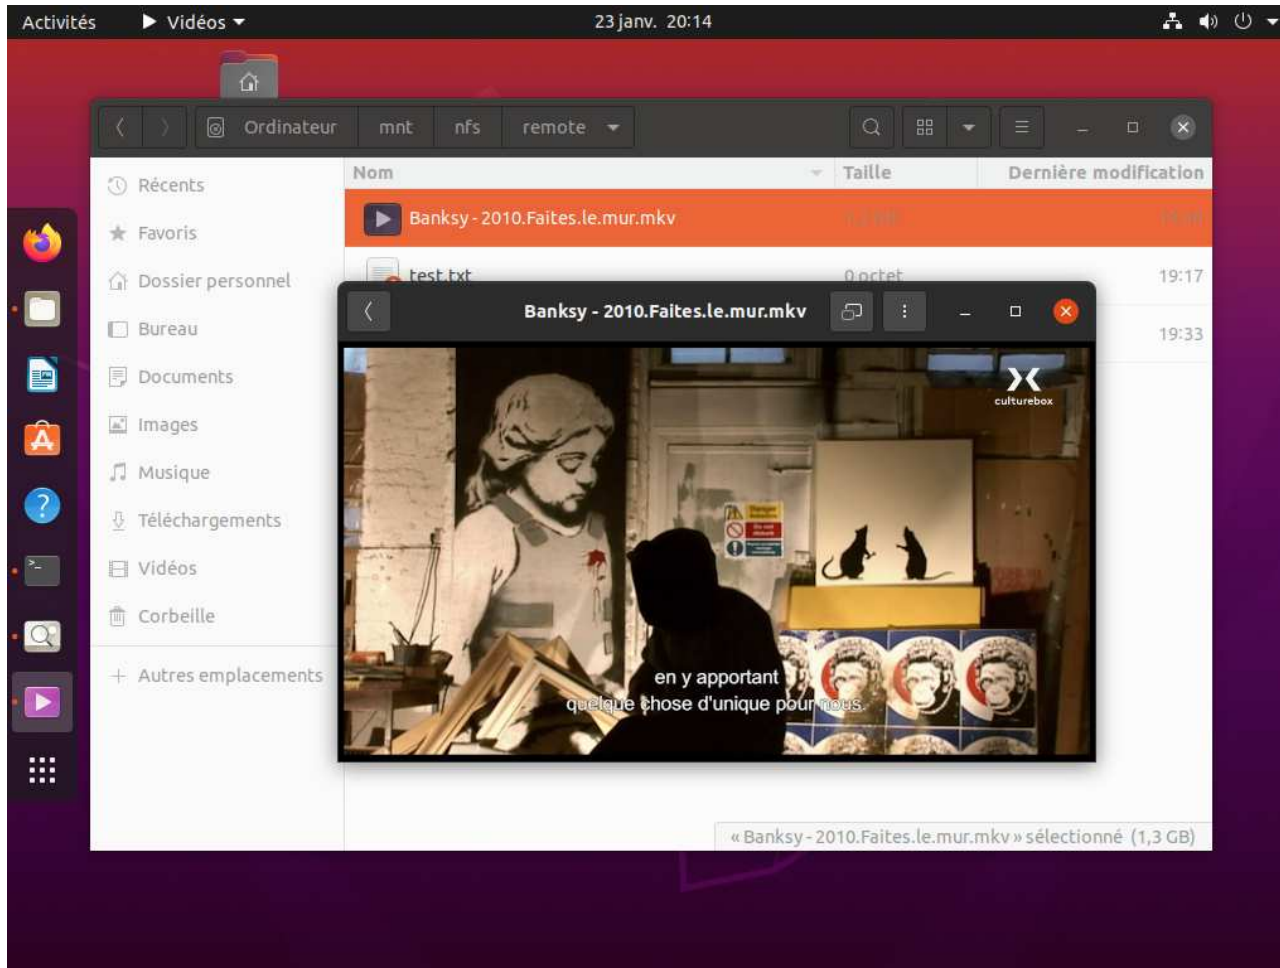 Activités Vidéos 23 janv. 20:14
Ordinateur mnt nfs remote
Nom Taille Dernière modification
Récents
Favoris
Dossier personnel
Bureau
Documents
Images
Musique
Téléchargements
Vidéos
Corbeille
Autres emplacements
Banksy - 2010.Faites.le.mur.mkv
test.txt 0 octet 19:17
19:33
Banksy - 2010.Faites.le.mur.mkv
culturebox
Danger
en y apportant
quelque chose d'unique pour nous.
« Banksy - 2010.Faites.le.mur.mkv » sélectionné (1,3 GB)